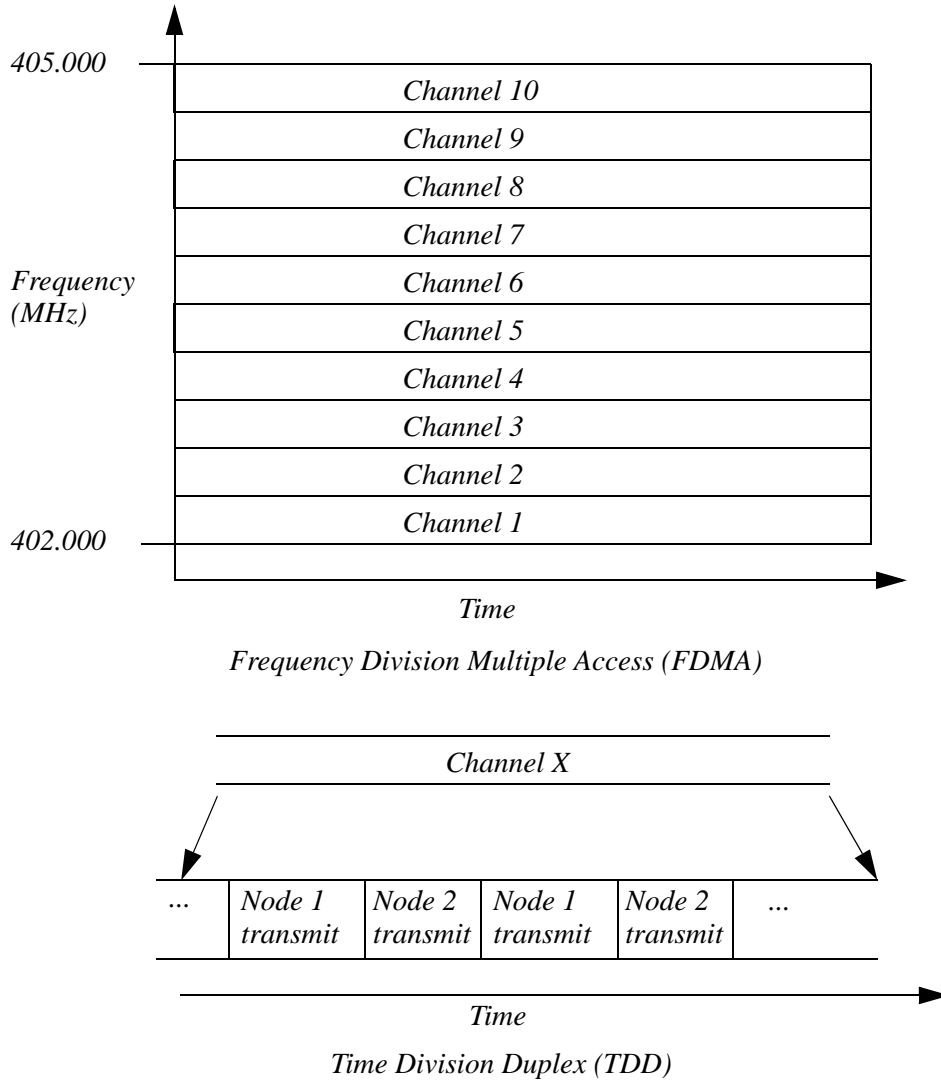 405.000
Channel 10
Channel 9
Channel 8
Channel 7
Frequency
(MHz)
Channel 6
Channel 5
Channel 4
Channel 3
Channel 2
Channel 1
402.000
Time
Frequency Division Multiple Access (FDMA)
Channel X
... Node 1 Node 2 Node 1 Node 2 ...
transmit transmit transmit transmit
Time
Time Division Duplex (TDD)